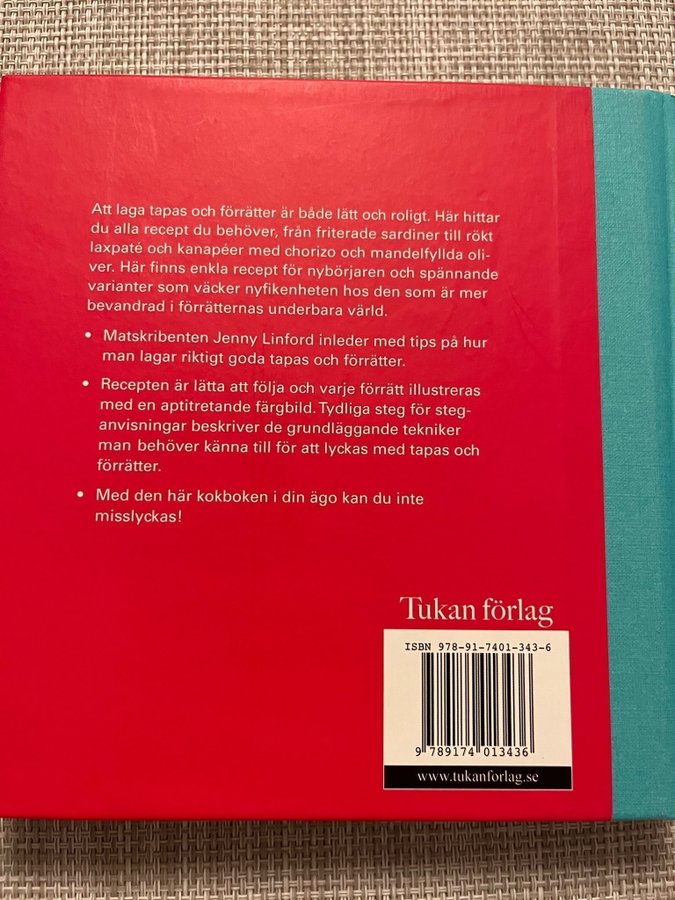 Att laga tapas och förrätter är både lätt och roligt. Här hittar
du alla recept du behöver, från friterade sardiner till rökt
laxpaté och kanapéer med chorizo och mandelfyllda oli-
ver. Här finns enkla recept för nybörjaren och spännande
varianter som väcker nyfikenheten hos den som är mer
bevandrad i förrätternas underbara värld.
• Matskribenten Jenny Linford inleder med tips på hur
man lagar riktigt goda tapas och förrätter.
• Recepten är lätta att följa och varje förrätt illustreras
med en aptitretande färgbild. Tydliga steg för steg-
anvisningar beskriver de grundläggande tekniker
man behöver känna till för att lyckas med tapas och
förrätter.
• Med den här kokboken i din ägo kan du inte
misslyckas!
Tukan förlag
ISBN 978-91-7401-343-6
9 789174 013436
www.tukanforlag.se